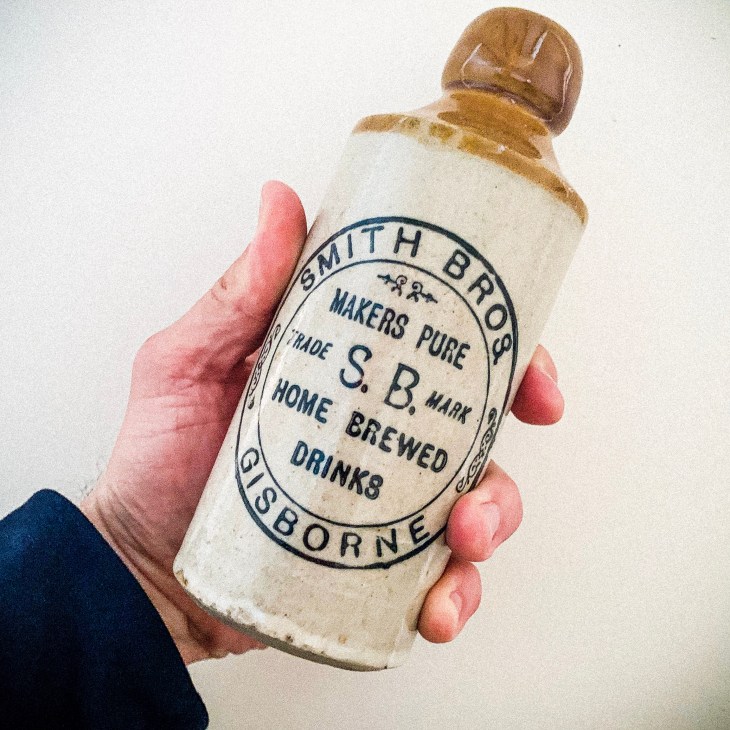 SMITH BROS
MAKERS PURE
TRADE S. B. MARK
HOME BREWED
DRINKS
GISBORNE